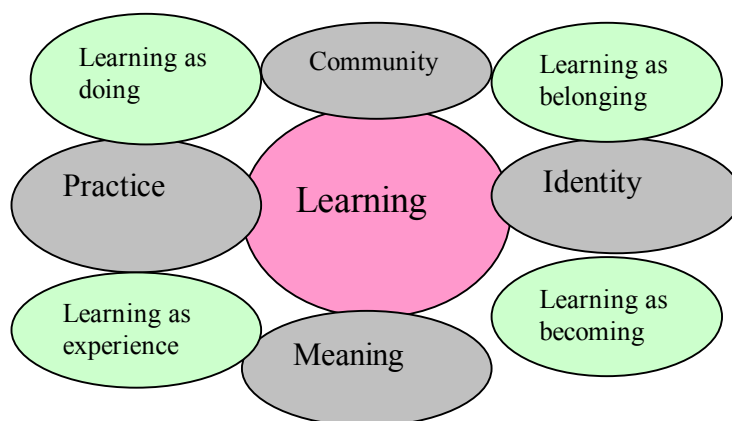 Learning as
doing
Community
Learning as
belonging
Practice
Learning
Identity
Learning as
experience
Meaning
Learning as
becoming